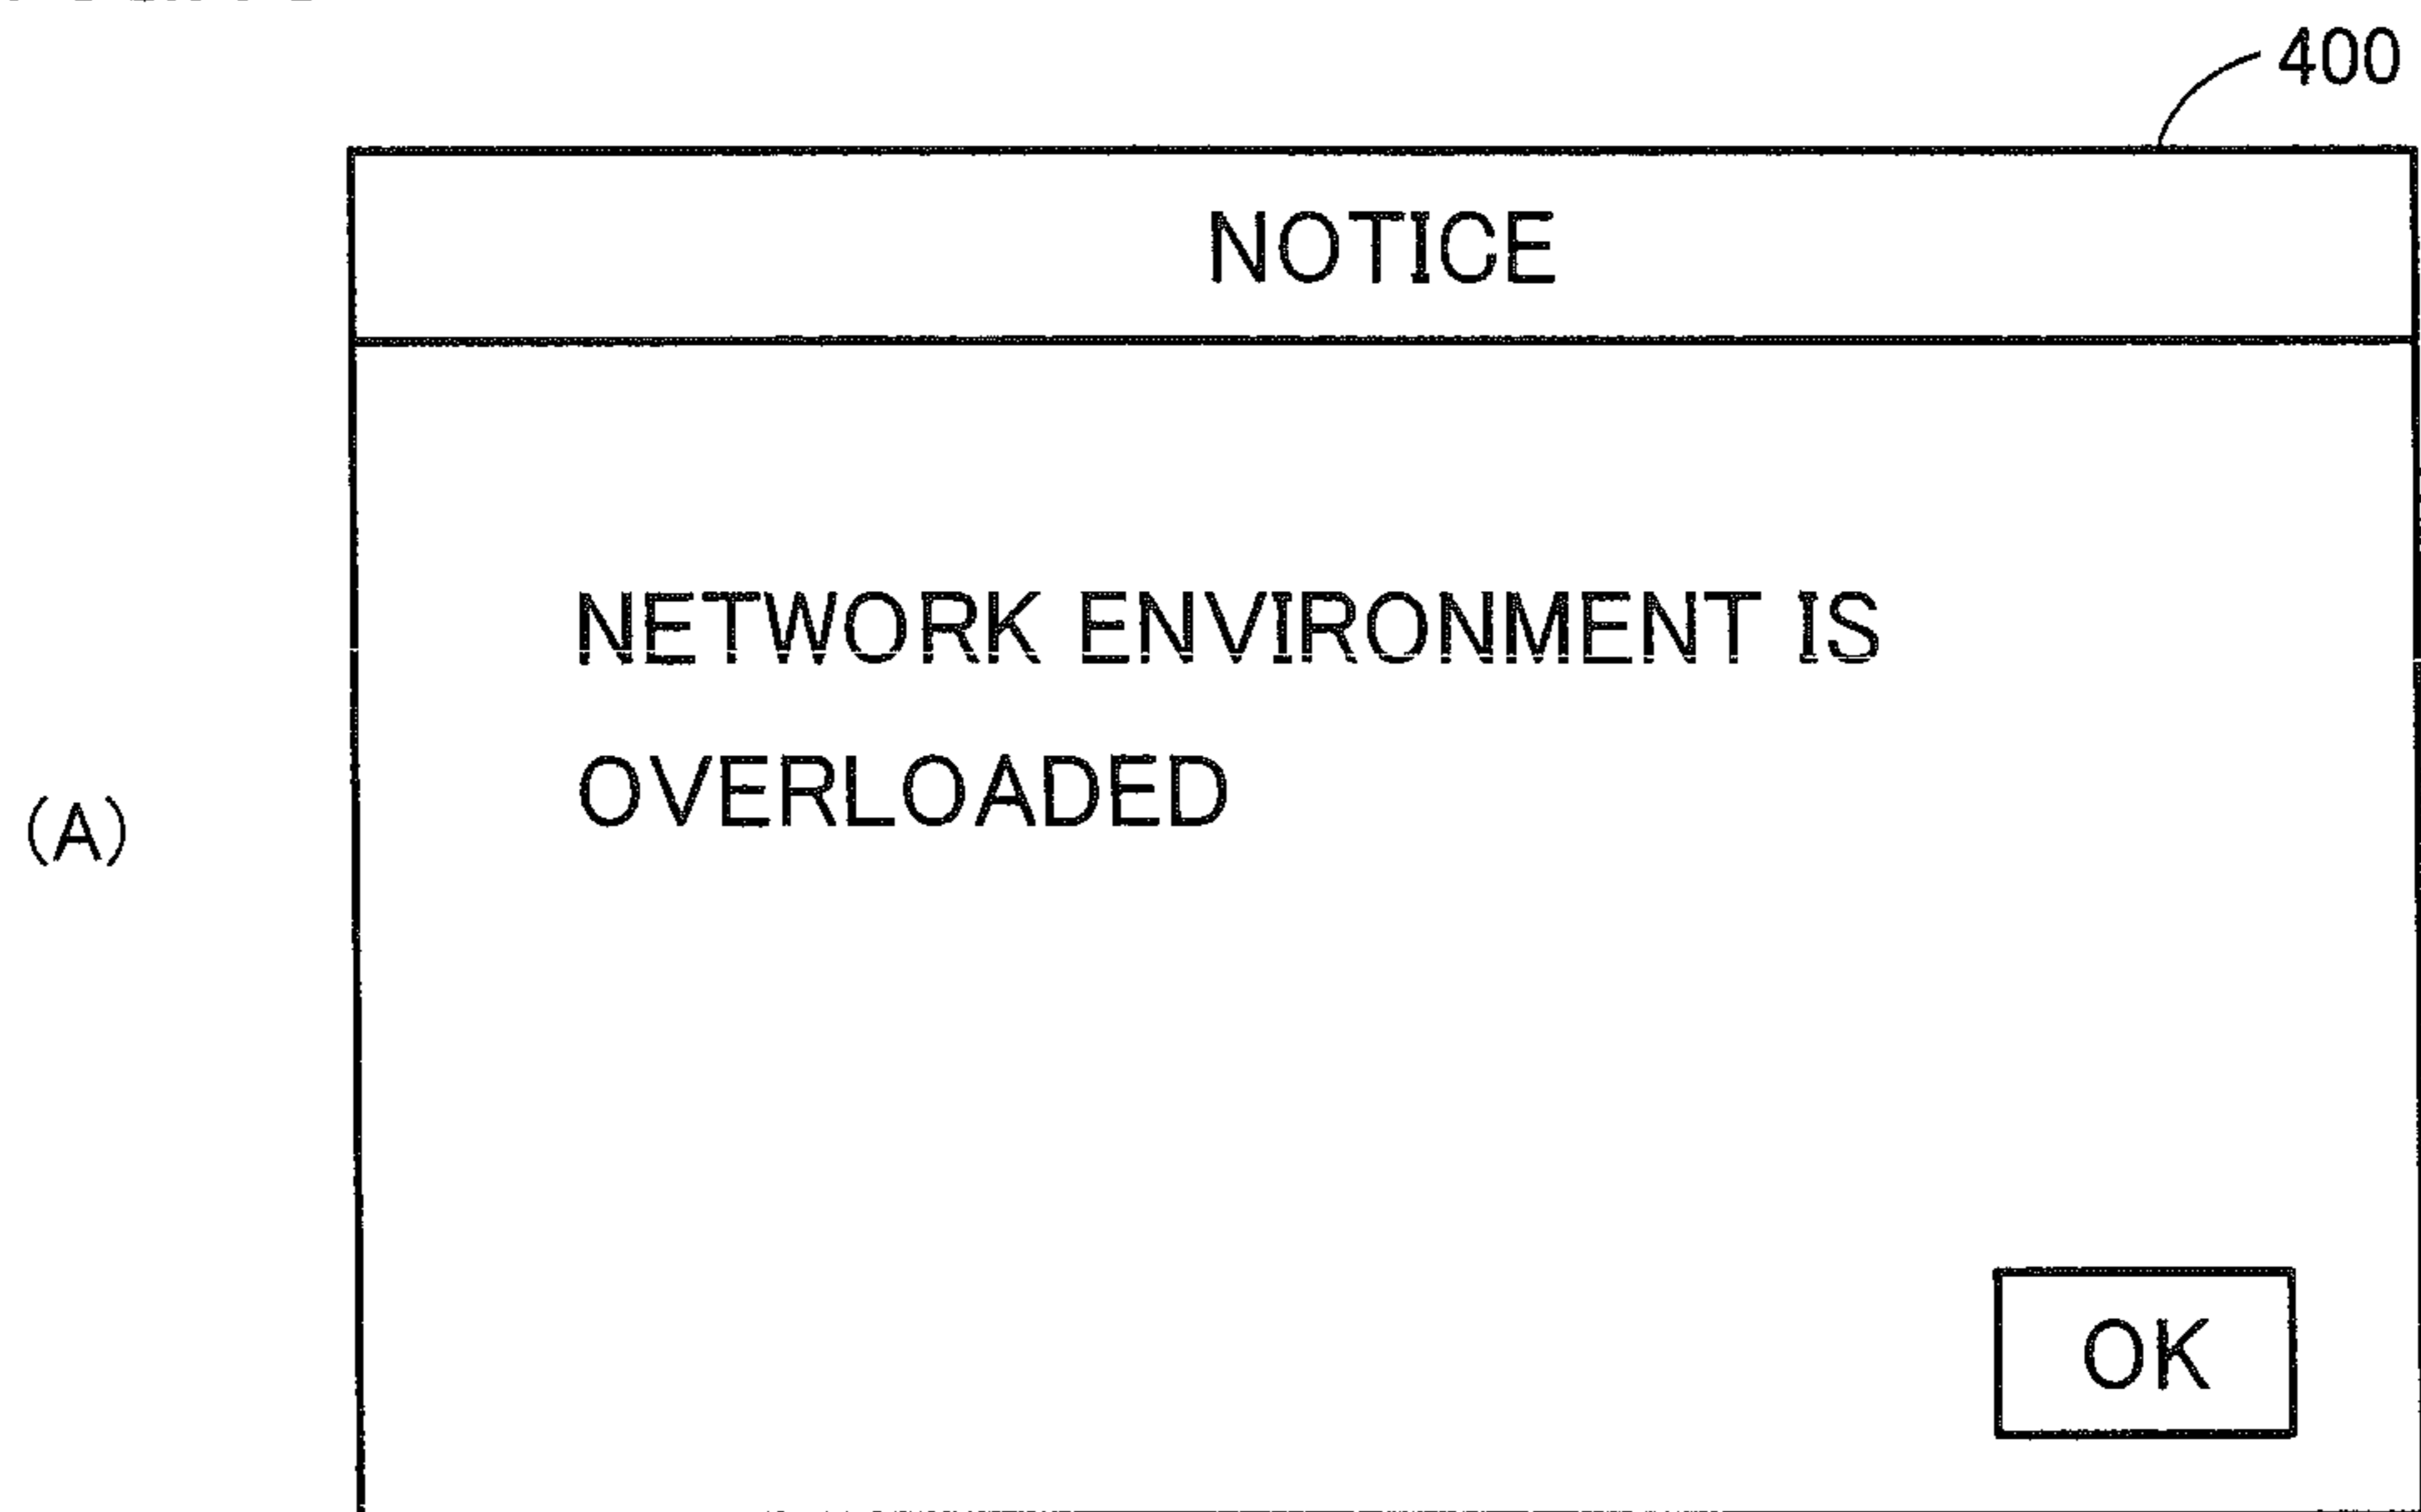 400
NOTICE
NETWORK ENVIRONMENT IS
OVERLOADED
(A)
OK